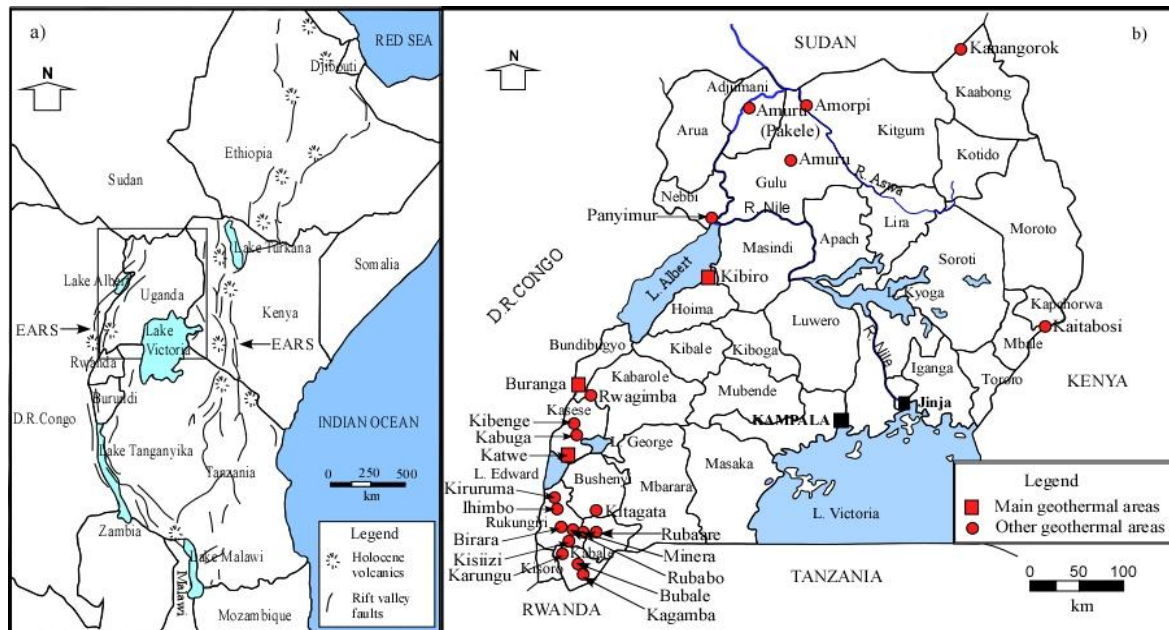 a)
RED SEA
N
Djibouti
Ethiopia
Sudan
Lake Turkana
Somalia
Lake Albert
Uganda
Kenya
EARS
Lake
Victoria
EARS
Rwanda
Burundi
D.R.Congo
INDIAN OCEAN
Lake Tanganyika
Tanzania
0 250 500
km
Zambia
Lake Malawi
Malawi
Mozambique
Legend
Holocene
volcanics
Rift valley
faults
b)
SUDAN
N
Kanangorok
Kaabong
Adjumani
Amuru
(Pakele)
Amorpi
Arua
Kitgum
Kotido
Amuru
Gulu
R. Aswa
Nebbi
Panyimur
R. Nile
Lira
Apach
Moroto
Masindi
Soroti
L. Albert
Kibiro
D.R.CONGO
L. Kyoga
Hoima
Kapchorwa
Kaitabosi
Luwero
Mbale
R. Nile
Bundibugyo
Kibale
Kiboga
Iganga
Tororo
KENYA
Buranga
Kabarole
Rwagimba
Mubende
Jinja
Kasese
Kibenge
KAMPALA
Kabuga
L. George
Katwe
Masaka
L. Edward
Bushenyi
Mbarara
Kiruruma
Ihimbo
Kitagata
L. Victoria
Rukungiri
Birara
Rubaare
Kisiizi
Kabale
Minera
Karungu
Kisoro
Rubabo
Bubale
Kagamba
RWANDA
TANZANIA
Legend
Main geothermal areas
Other geothermal areas
0 100
km